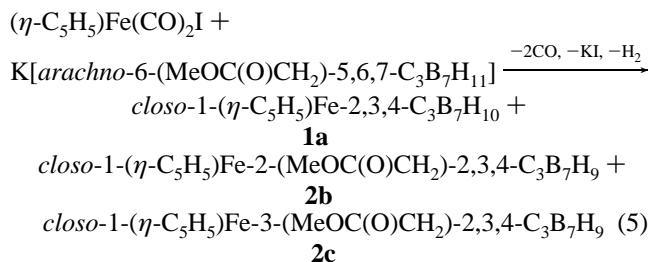 (η-C₅H₅)Fe(CO)₂I +
K[arachno-6-(MeOC(O)CH₂)-5,6,7-C₃B₇H₁₁] −2CO, −KI, −H₂ →
closo-1-(η-C₅H₅)Fe-2,3,4-C₃B₇H₁₀ +
1a
closo-1-(η-C₅H₅)Fe-2-(MeOC(O)CH₂)-2,3,4-C₃B₇H₉ +
2b
closo-1-(η-C₅H₅)Fe-3-(MeOC(O)CH₂)-2,3,4-C₃B₇H₉ (5)
2c